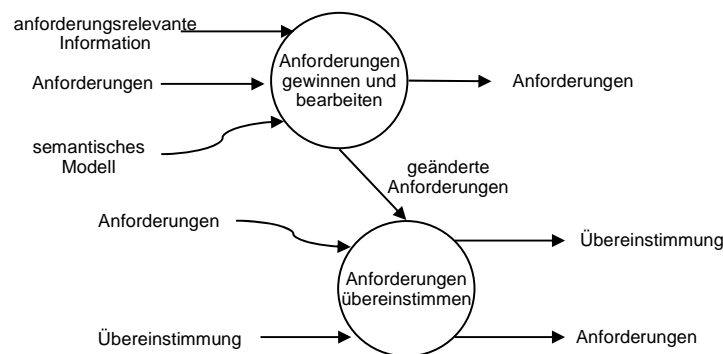 anforderungsrelevante
Information
Anforderungen
gewinnen und
bearbeiten
Anforderungen
Anforderungen
semantisches
Modell
geänderte
Anforderungen
Anforderungen
Übereinstimmung
Anforderungen
übereinstimmen
Übereinstimmung
Anforderungen